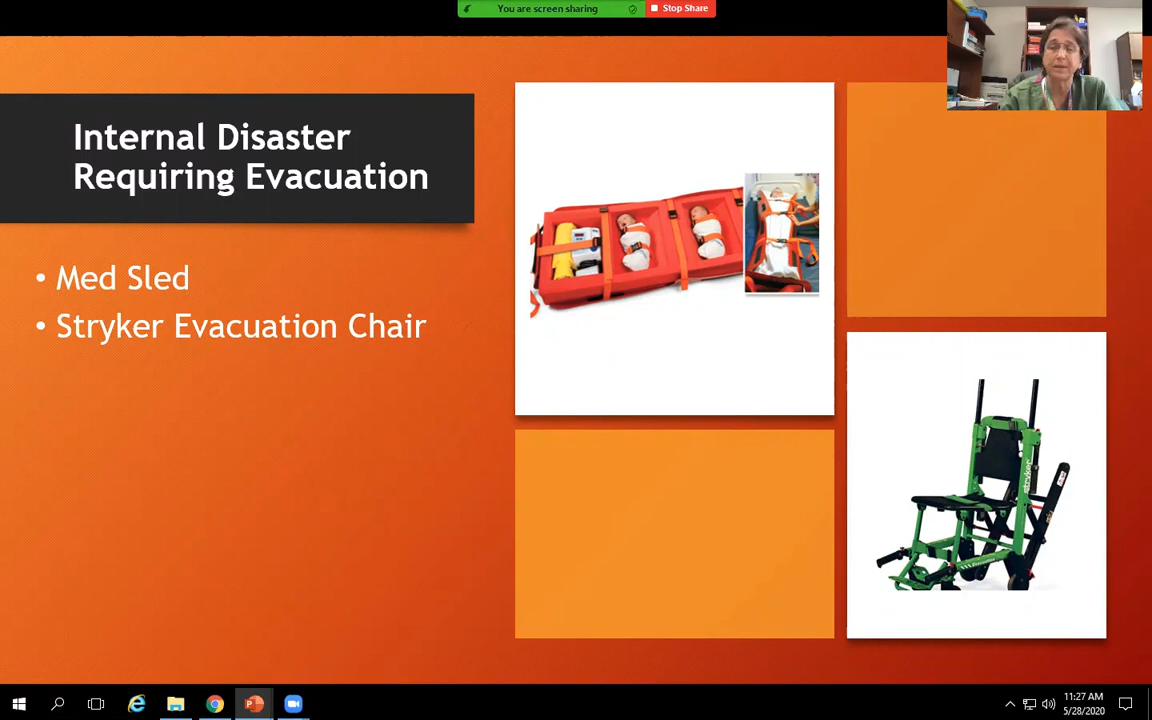 You are screen sharing
Stop Share
Internal Disaster
Requiring Evacuation
• Med Sled
• Stryker Evacuation Chair
stryker
11:27 AM
5/28/2020